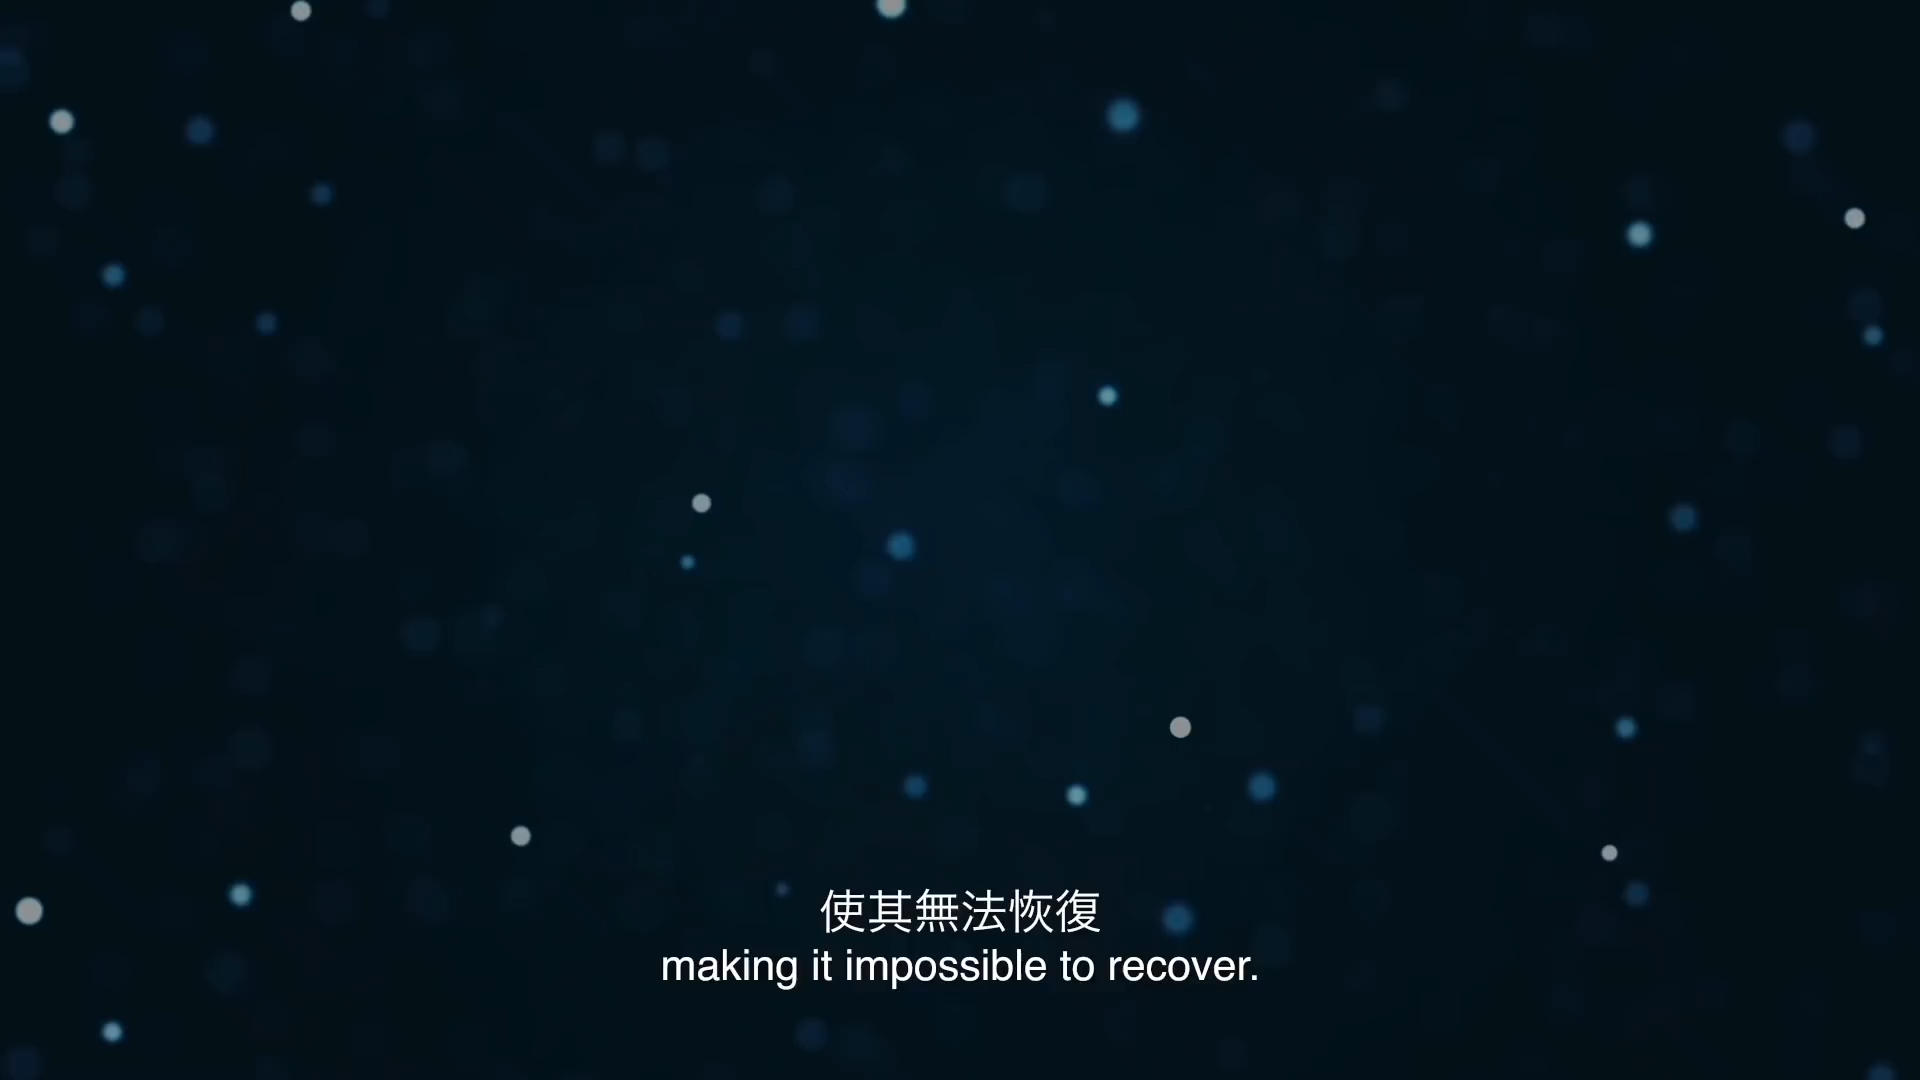 使其無法恢復
making it impossible to recover.